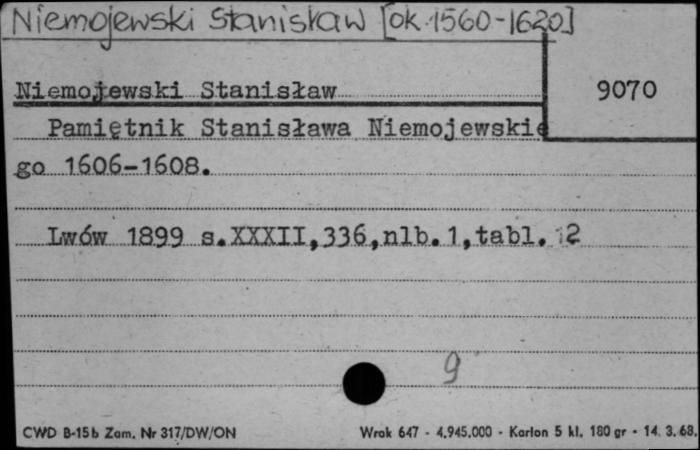 Niemojewski Stanisław [ok. 1560-1620]
Niemojewski Stanisław
9070
Pamiętnik Stanisława Niemojewskie
go 1606-1608.
Lwów 1899 s.XXXII,336,nlb.1,tabl. 2
9
CWD B-15b Zam. Nr 317/DW/ON
Wrak 647 - 4.945.000 - Karton 5 kl. 180 gr - 14. 3. 68.